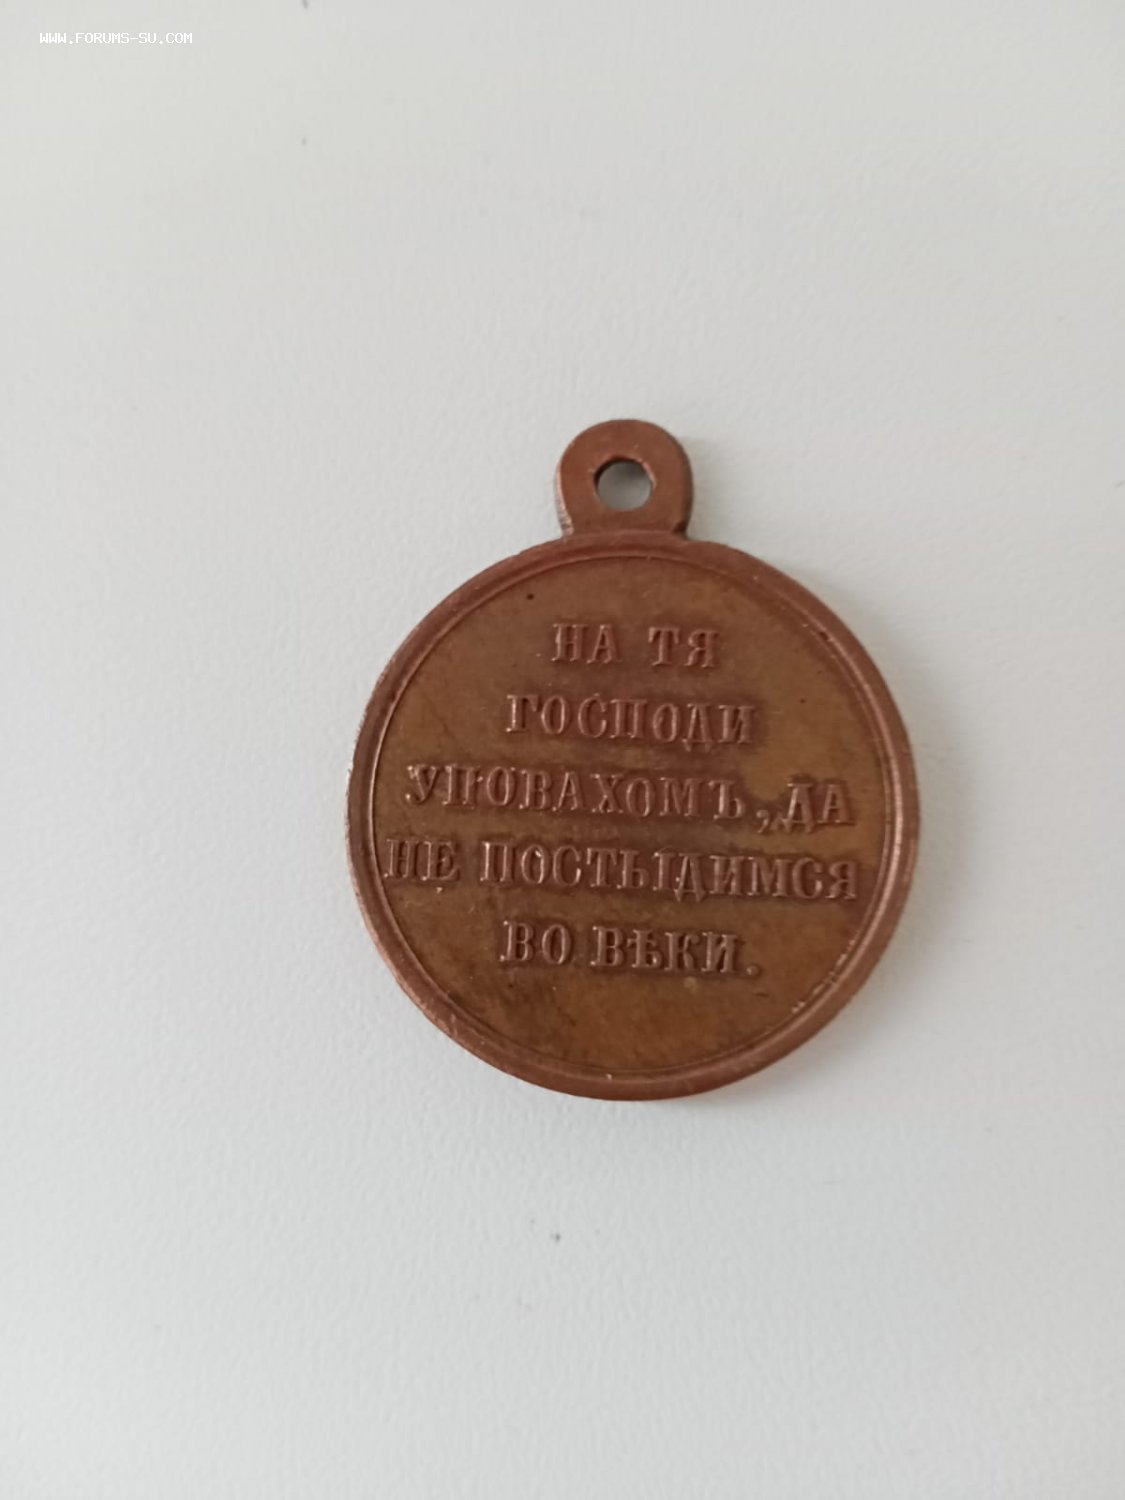 WWW.FORUMS-SU.COM
НА ТЯ
ГОСПОДИ
УПОВАХОМЪ, ДА
НЕ ПОСТЫДИМСЯ
ВО ВѢКИ.